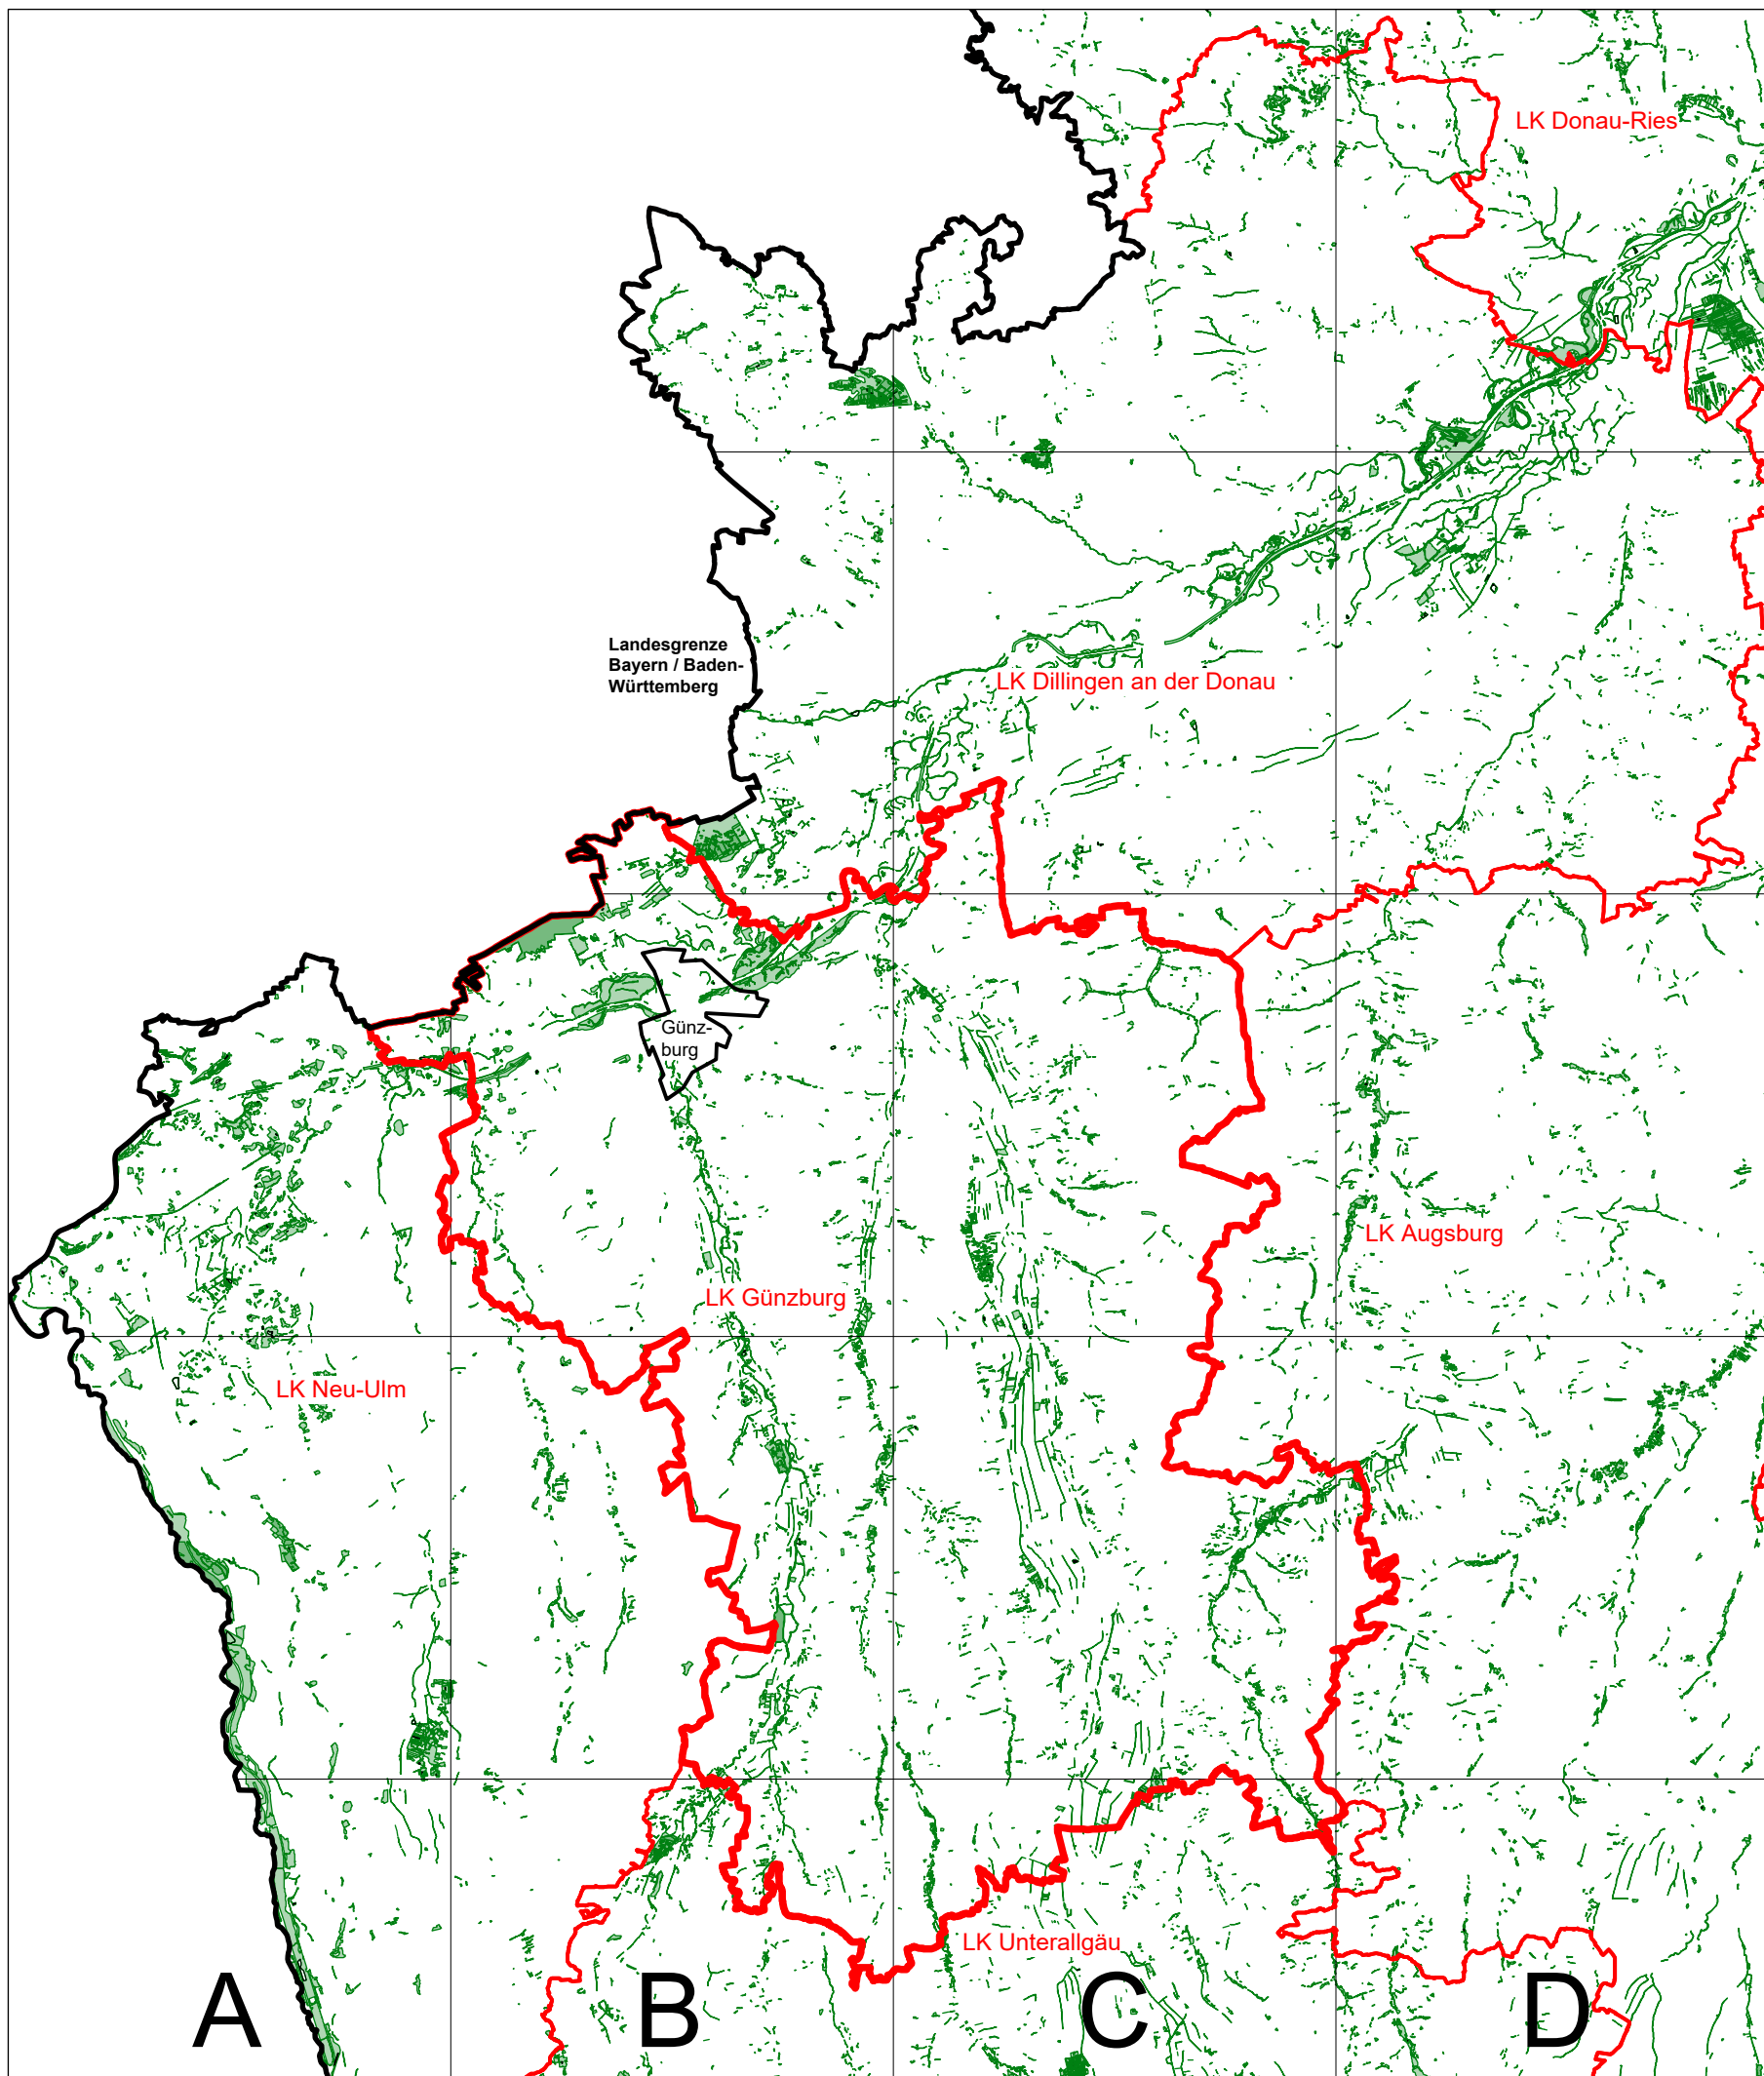 LK Donau-Ries
Landesgrenze
Bayern / Baden-
Württemberg
LK Dillingen an der Donau
Günz-
burg
LK Augsburg
LK Günzburg
LK Neu-Ulm
LK Unterallgäu
A
B
C
D